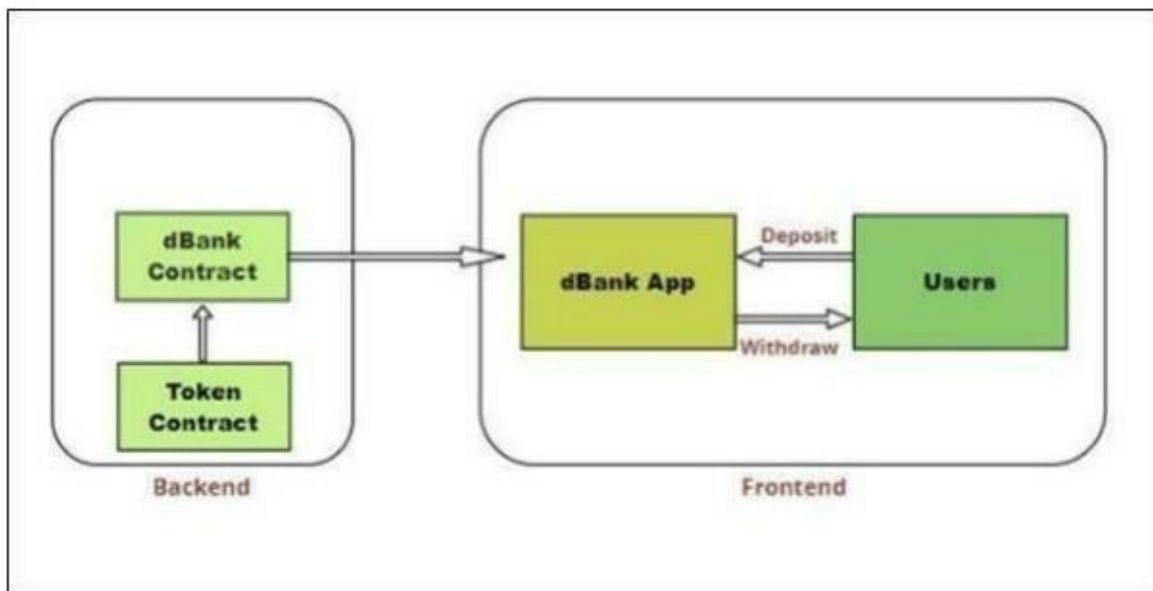 dBank
Contract
Token
Contract
Backend
dBank App
Deposit
Withdraw
Users
Frontend